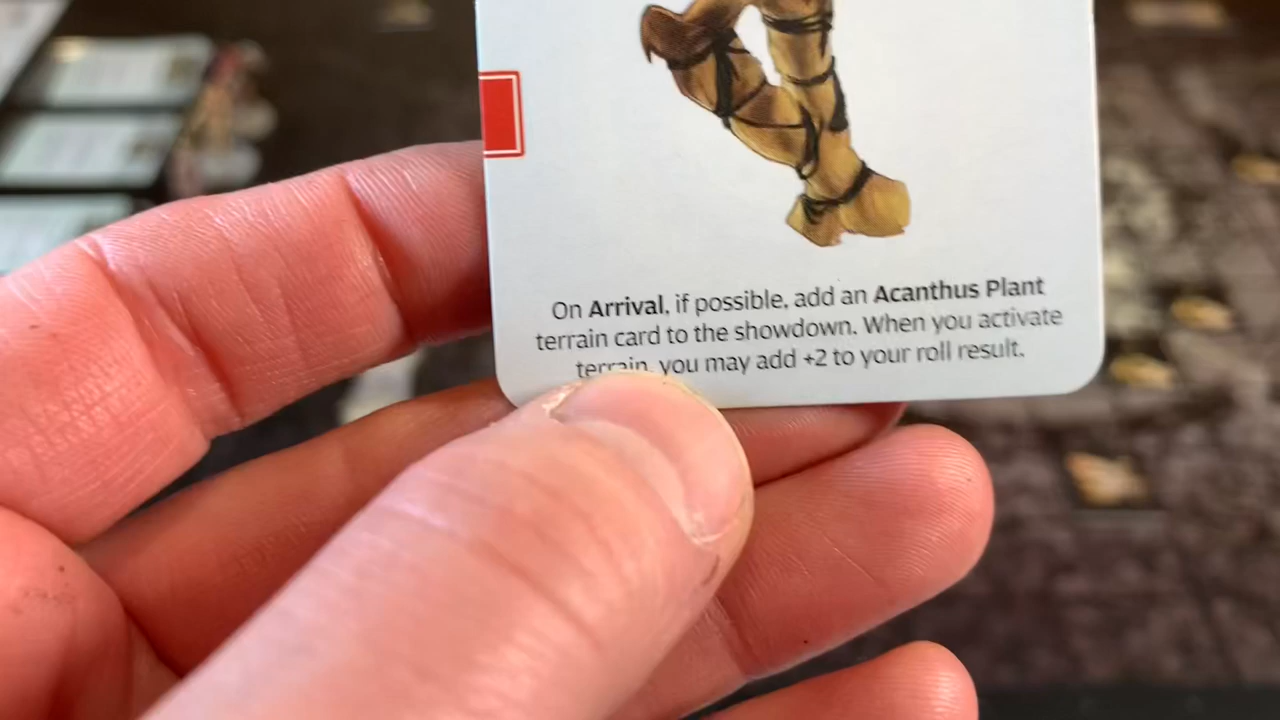 On Arrival, if possible, add an Acanthus Plant
terrain card to the showdown. When you activate
terrain, you may add +2 to your roll result.